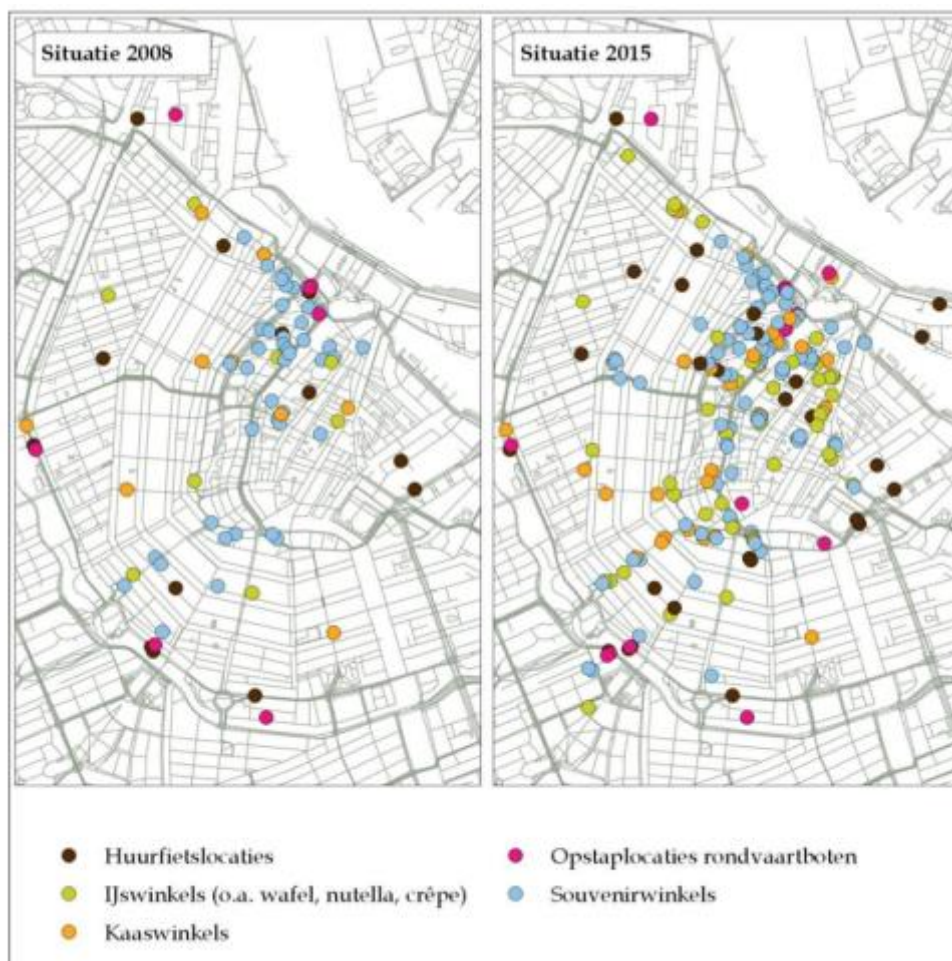 Situatie 2008
Situatie 2015
Huurfietslocaties
IJswinkels (o.a. wafel, nutella, crêpe)
Kaaswinkels
Opstaplocaties rondvaartboten
Souvenirwinkels